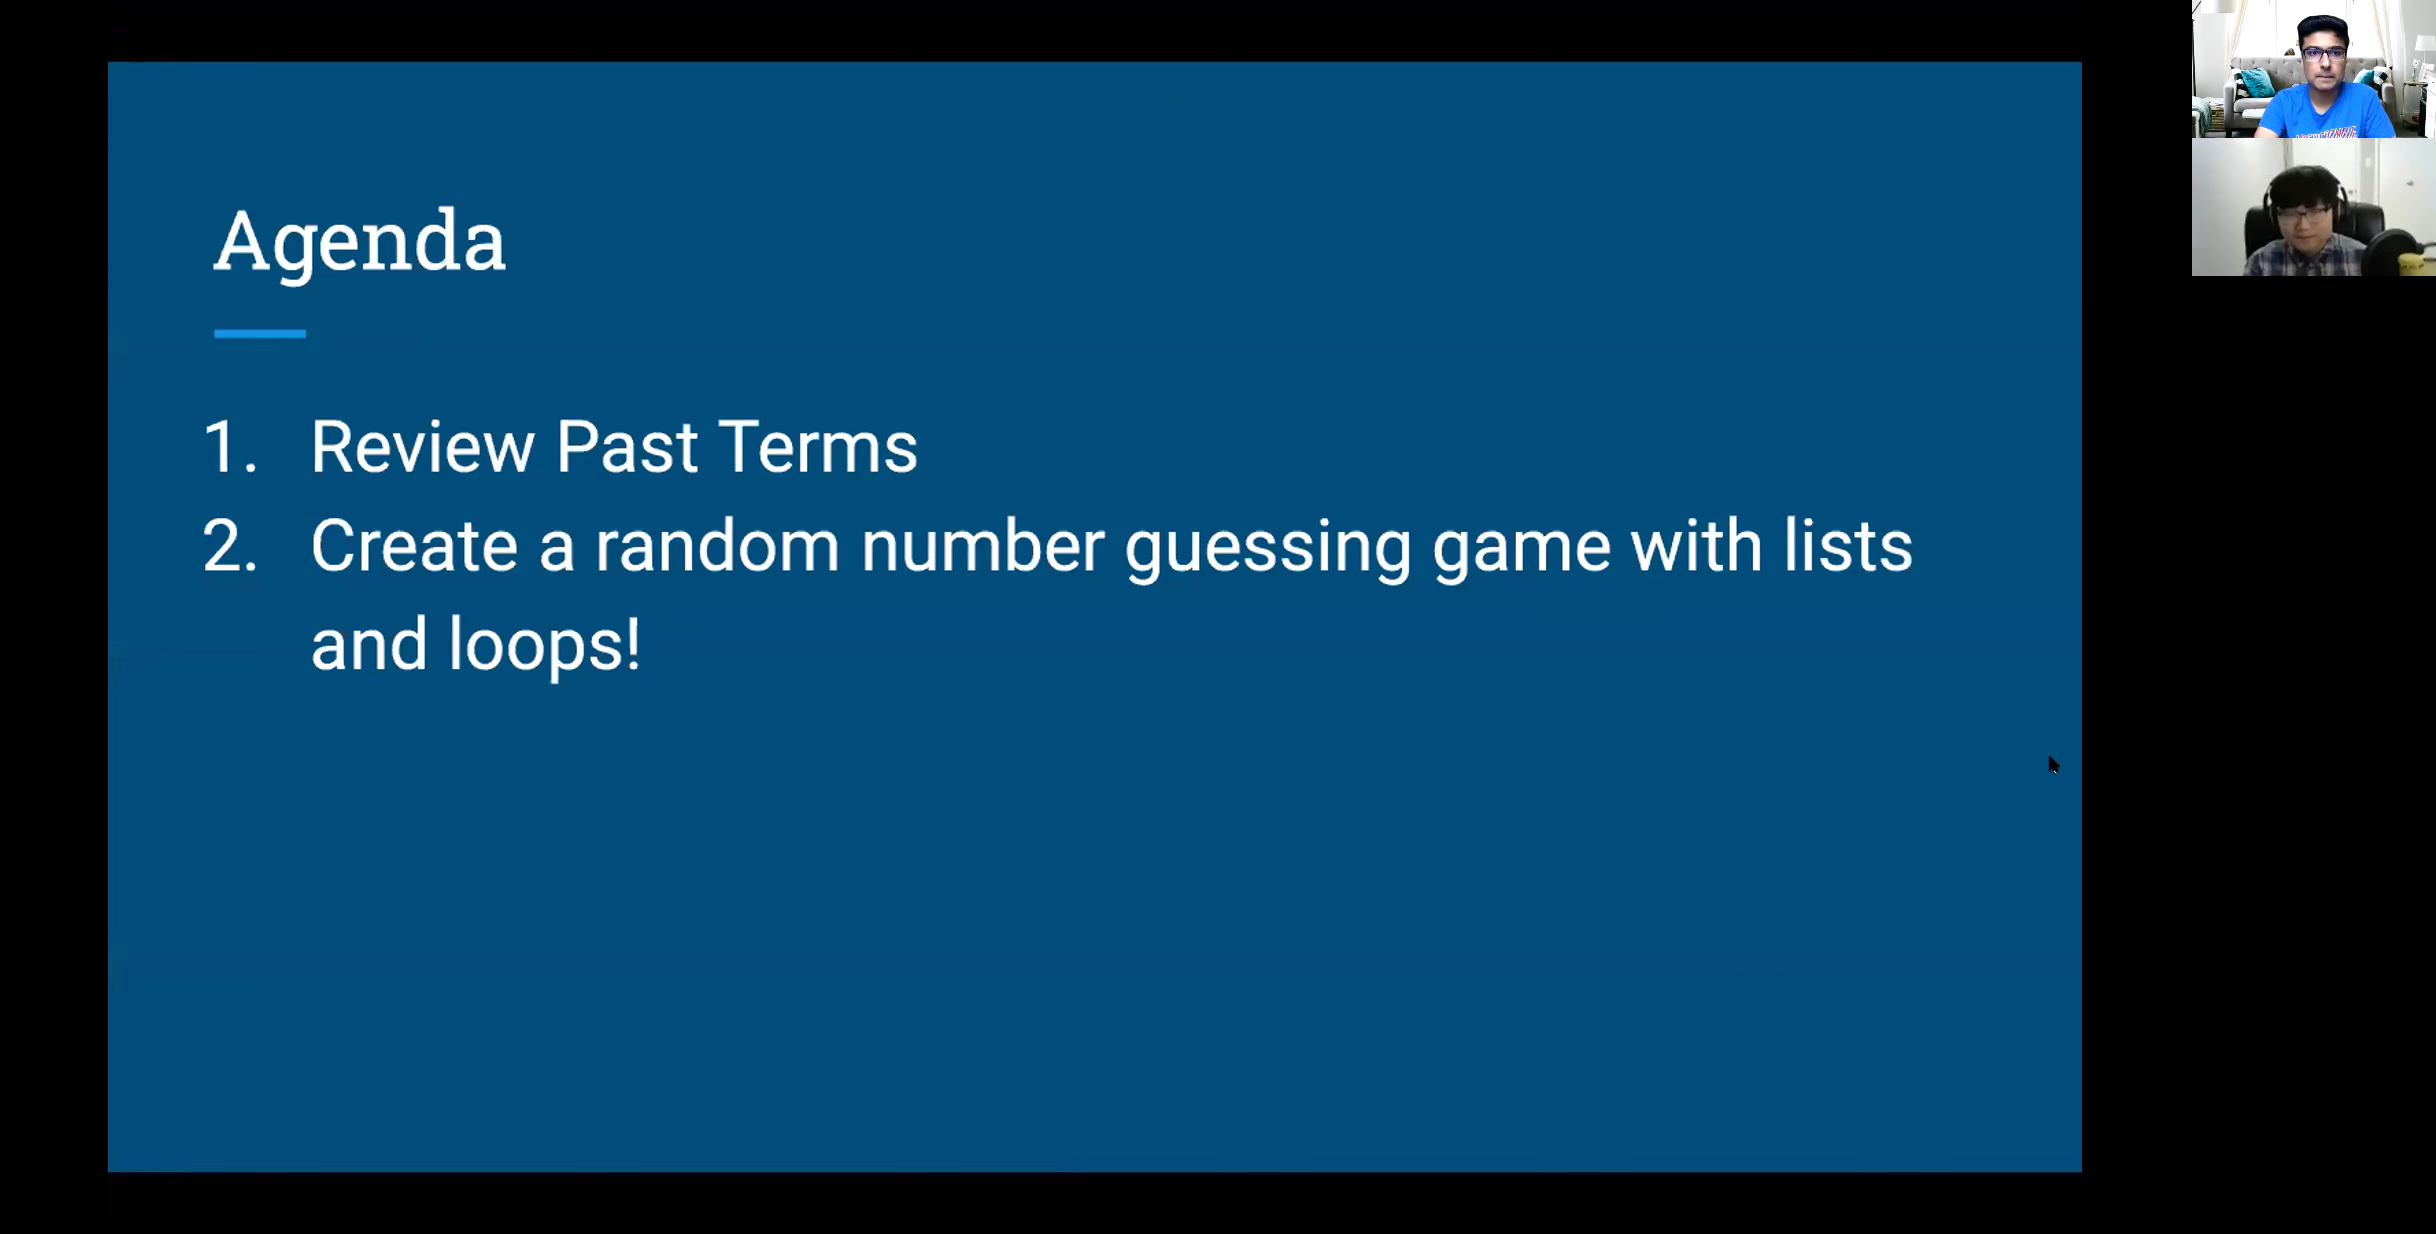 Agenda
1. Review Past Terms
2. Create a random number guessing game with lists
and loops!